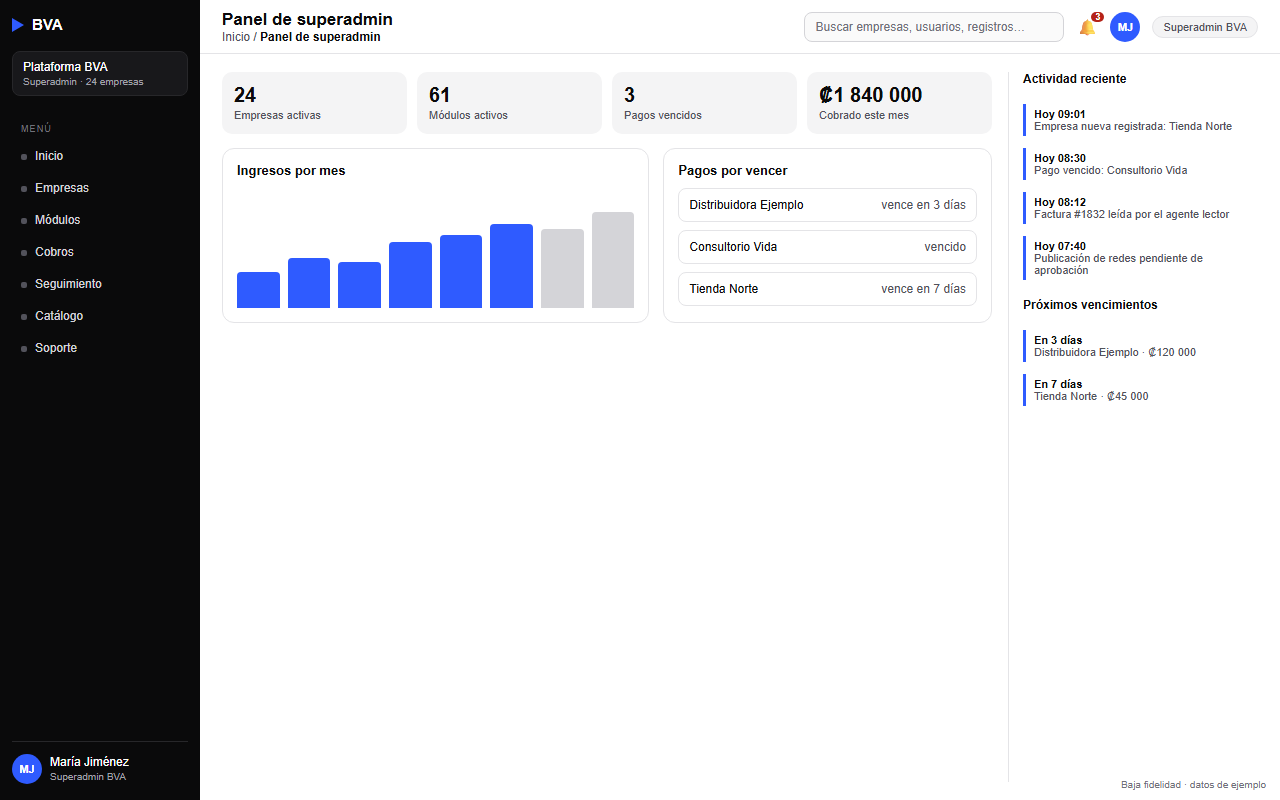 BVA
Plataforma BVA
Superadmin · 24 empresas
MENÚ
Inicio
Empresas
Módulos
Cobros
Seguimiento
Catálogo
Soporte
MJ
María Jiménez
Superadmin BVA
Panel de superadmin
Inicio / Panel de superadmin
Buscar empresas, usuarios, registros…
3
MJ
Superadmin BVA
24
Empresas activas
61
Módulos activos
3
Pagos vencidos
₡1 840 000
Cobrado este mes
Ingresos por mes
Pagos por vencer
Distribuidora Ejemplo vence en 3 días
Consultorio Vida vencido
Tienda Norte vence en 7 días
Actividad reciente
Hoy 09:01
Empresa nueva registrada: Tienda Norte
Hoy 08:30
Pago vencido: Consultorio Vida
Hoy 08:12
Factura #1832 leída por el agente lector
Hoy 07:40
Publicación de redes pendiente de
aprobación
Próximos vencimientos
En 3 días
Distribuidora Ejemplo · ₡120 000
En 7 días
Tienda Norte · ₡45 000
Baja fidelidad · datos de ejemplo